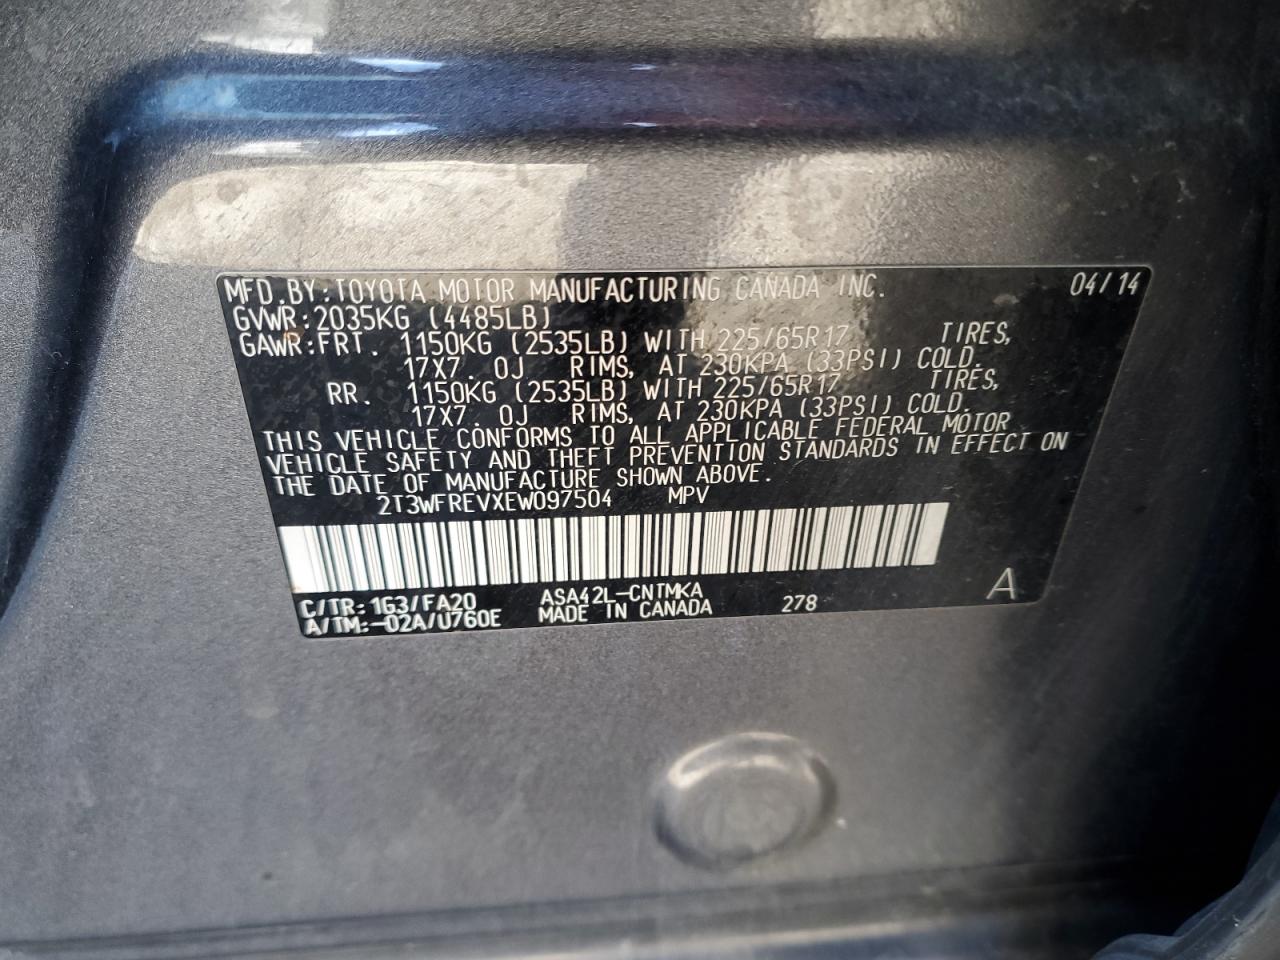 MFD.BY:TOYOTA MOTOR MANUFACTURING CANADA INC. 04/14
GVWR:2035KG (4485LB)
GAWR:FRT. 1150KG (2535LB) WITH 225/65R17 TIRES,
17X7.0J RIMS, AT 230KPA (33PSI) COLD.
RR. 1150KG (2535LB) WITH 225/65R17 TIRES,
17X7.0J RIMS, AT 230KPA (33PSI) COLD.
THIS VEHICLE CONFORMS TO ALL APPLICABLE FEDERAL MOTOR
VEHICLE SAFETY AND THEFT PREVENTION STANDARDS IN EFFECT ON
THE DATE OF MANUFACTURE SHOWN ABOVE.
2T3WFREVXEW097504 MPV
C/TR:1G3/FA20 ASA42L-CNTMKA
A/TM:-02A/U760E MADE IN CANADA 278 A